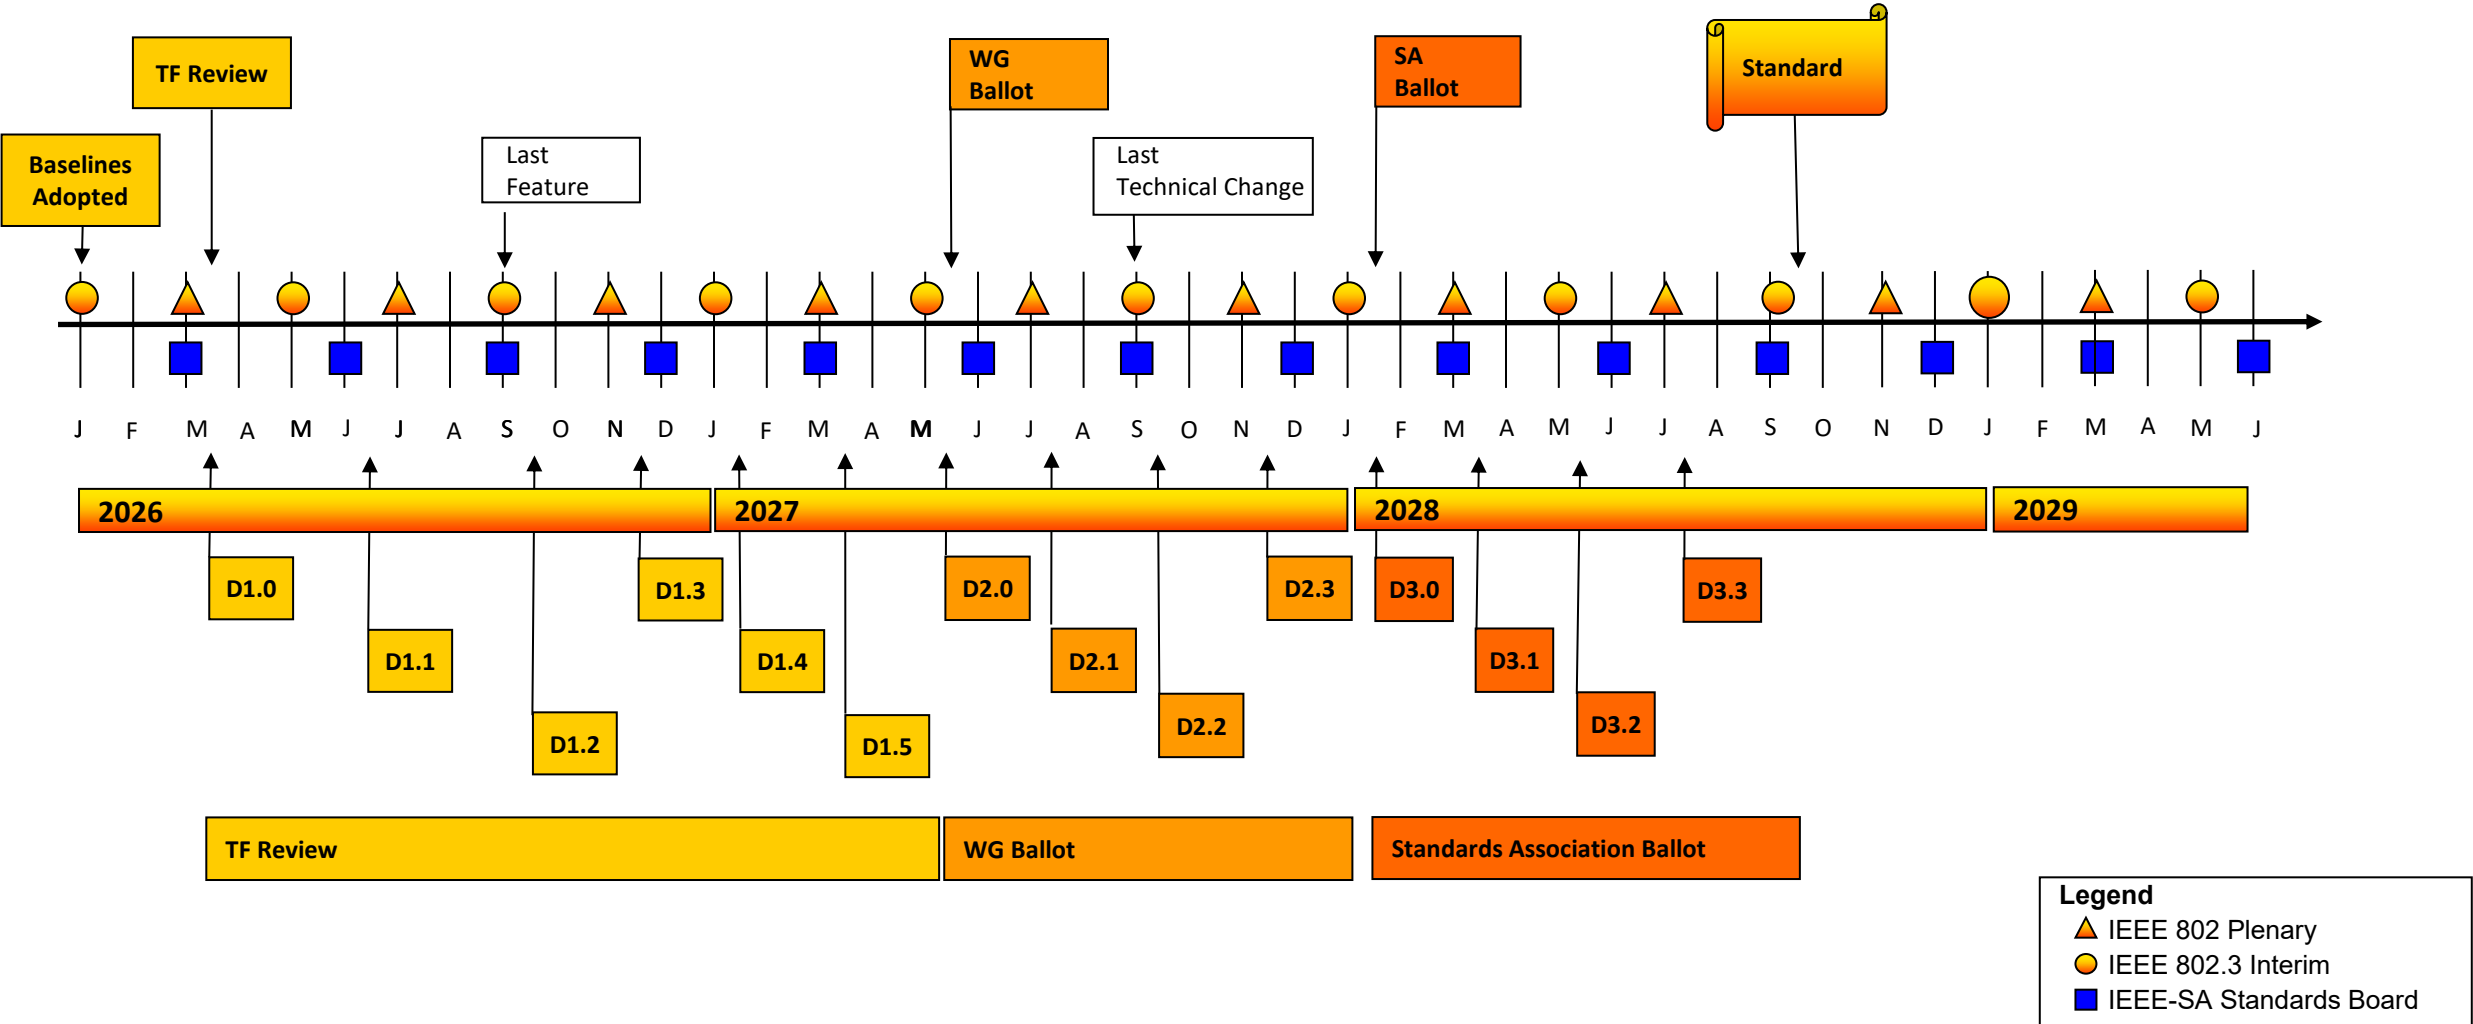 TF Review
WG
Ballot
SA
Ballot
Standard
Baselines
Adopted
Last
Feature
Last
Technical Change
J F M A M J J A S O N D J F M A M J J A S O N D J F M A M J J A S O N D J F M A M J
2026 2027 2028 2029
D1.0 D1.3 D2.0 D2.3 D3.0 D3.3
D1.1 D1.4 D2.1 D3.1
D1.2 D1.5 D2.2 D3.2
TF Review WG Ballot Standards Association Ballot
Legend
IEEE 802 Plenary
IEEE 802.3 Interim
IEEE-SA Standards Board